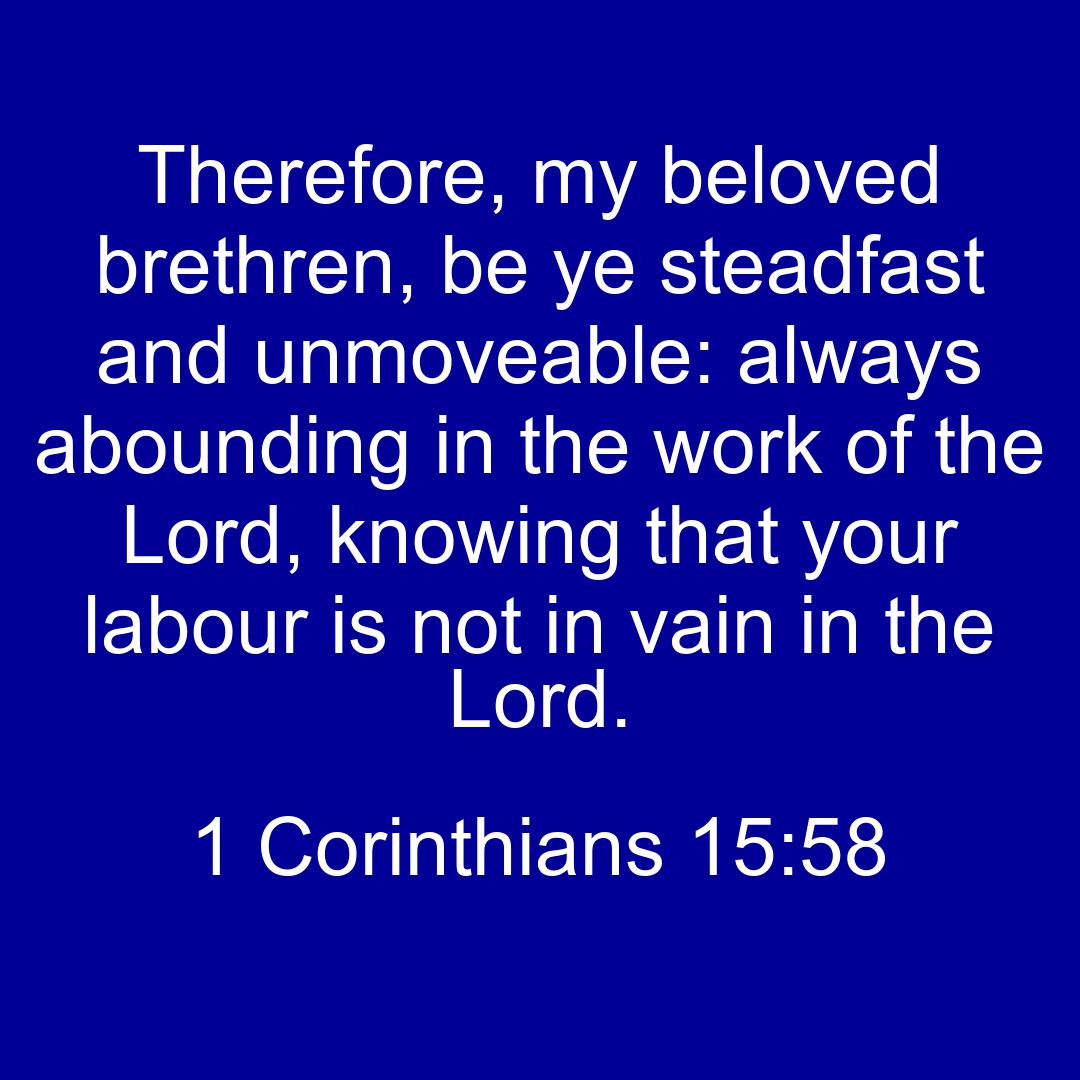 Therefore, my beloved
brethren, be ye steadfast
and unmoveable: always
abounding in the work of the
Lord, knowing that your
labour is not in vain in the
Lord.
1 Corinthians 15:58